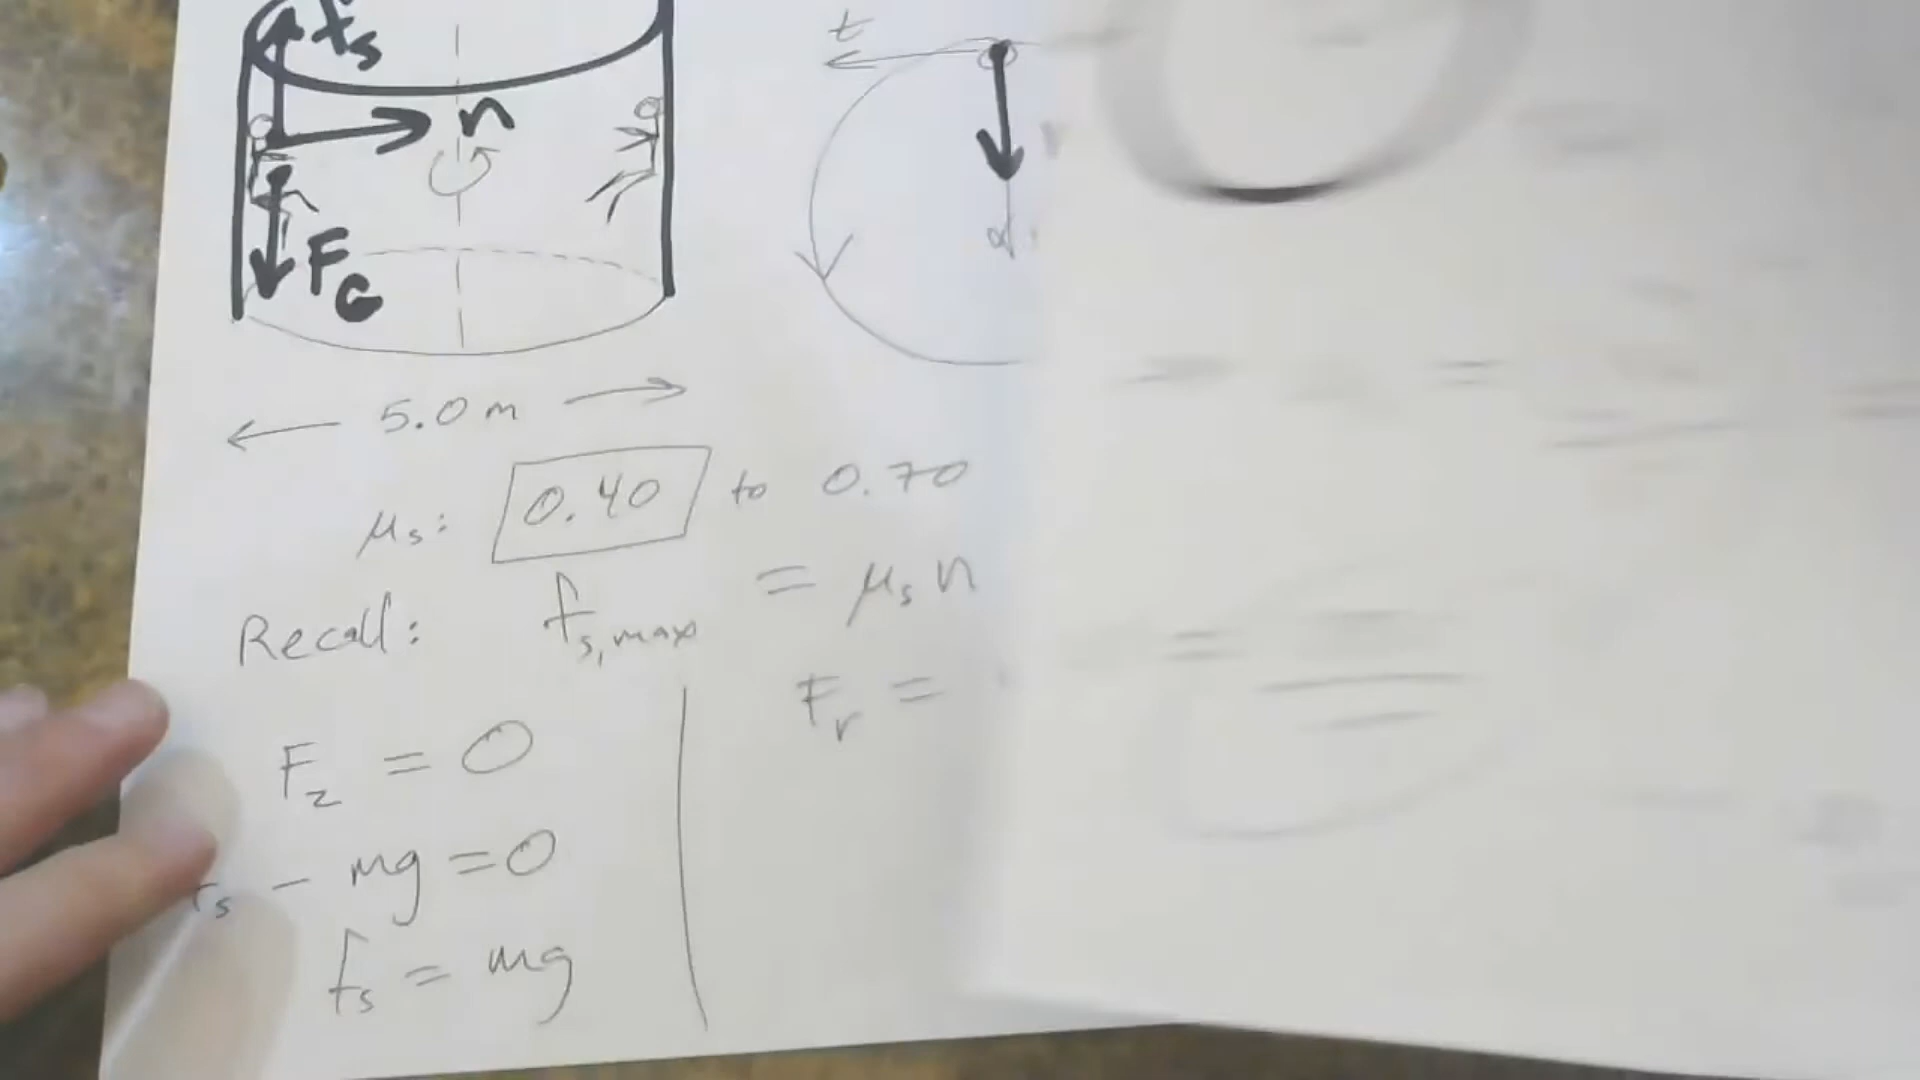 fs
t
n
FG
5.0 m
μs: 0.40 to 0.70
Recall: fs,max = μs n
Fz = 0
Fr =
fs - mg = 0
fs = mg